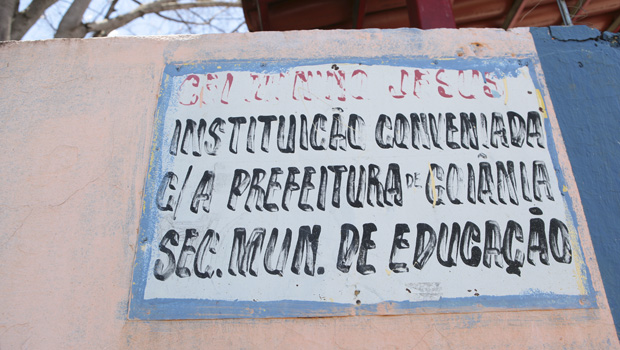 CEI MENINO JESUS
INSTITUIÇÃO CONVENIADA
C/A PREFEITURA DE GOIÂNIA
SEC. MUN. DE EDUCAÇÃO